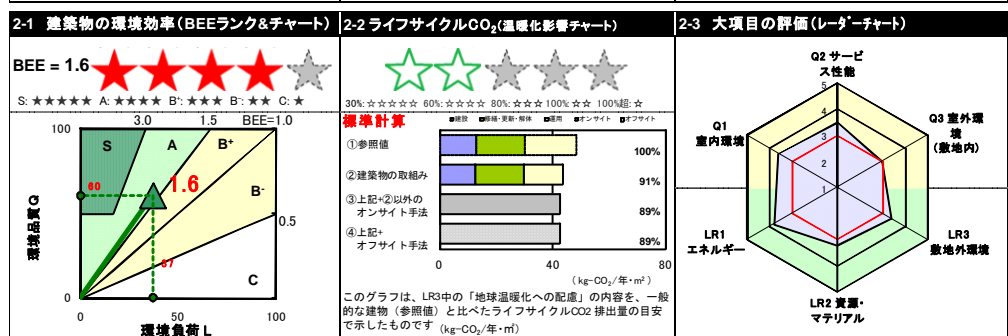 2-1 建築物の環境効率(BEEランク&チャート)
BEE = 1.6
S: ★★★★★ A: ★★★★ B⁺: ★★★ B⁻: ★★ C: ★
3.0 1.5 BEE=1.0
100
S A B⁺
60 1.6
B⁻
0.5
37
C
0
0 50 100
環境品質 Q
環境負荷 L
2-2 ライフサイクルCO₂(温暖化影響チャート)
30%: ☆☆☆☆☆ 60%: ☆☆☆☆ 80%: ☆☆☆ 100%: ☆☆ 100%超: ☆
標準計算
建設 修繕・更新・解体 運用 オンサイト オフサイト
①参照値 100%
②建築物の取組み 91%
③上記+②以外の
オンサイト手法 89%
④上記+
オフサイト手法 89%
0 40 80
(kg-CO₂/年・m²)
このグラフは、LR3中の「地球温暖化への配慮」の内容を、一般
的な建物(参照値)と比べたライフサイクルCO2 排出量の目安
で示したものです (kg-CO₂/年・㎡)
2-3 大項目の評価(レーダーチャート)
Q2 サービ
ス性能
5
4
3
2
1
Q1
室内環境
Q3 室外環
境
(敷地内)
LR1
エネルギー
LR3
敷地外環境
LR2 資源・
マテリアル